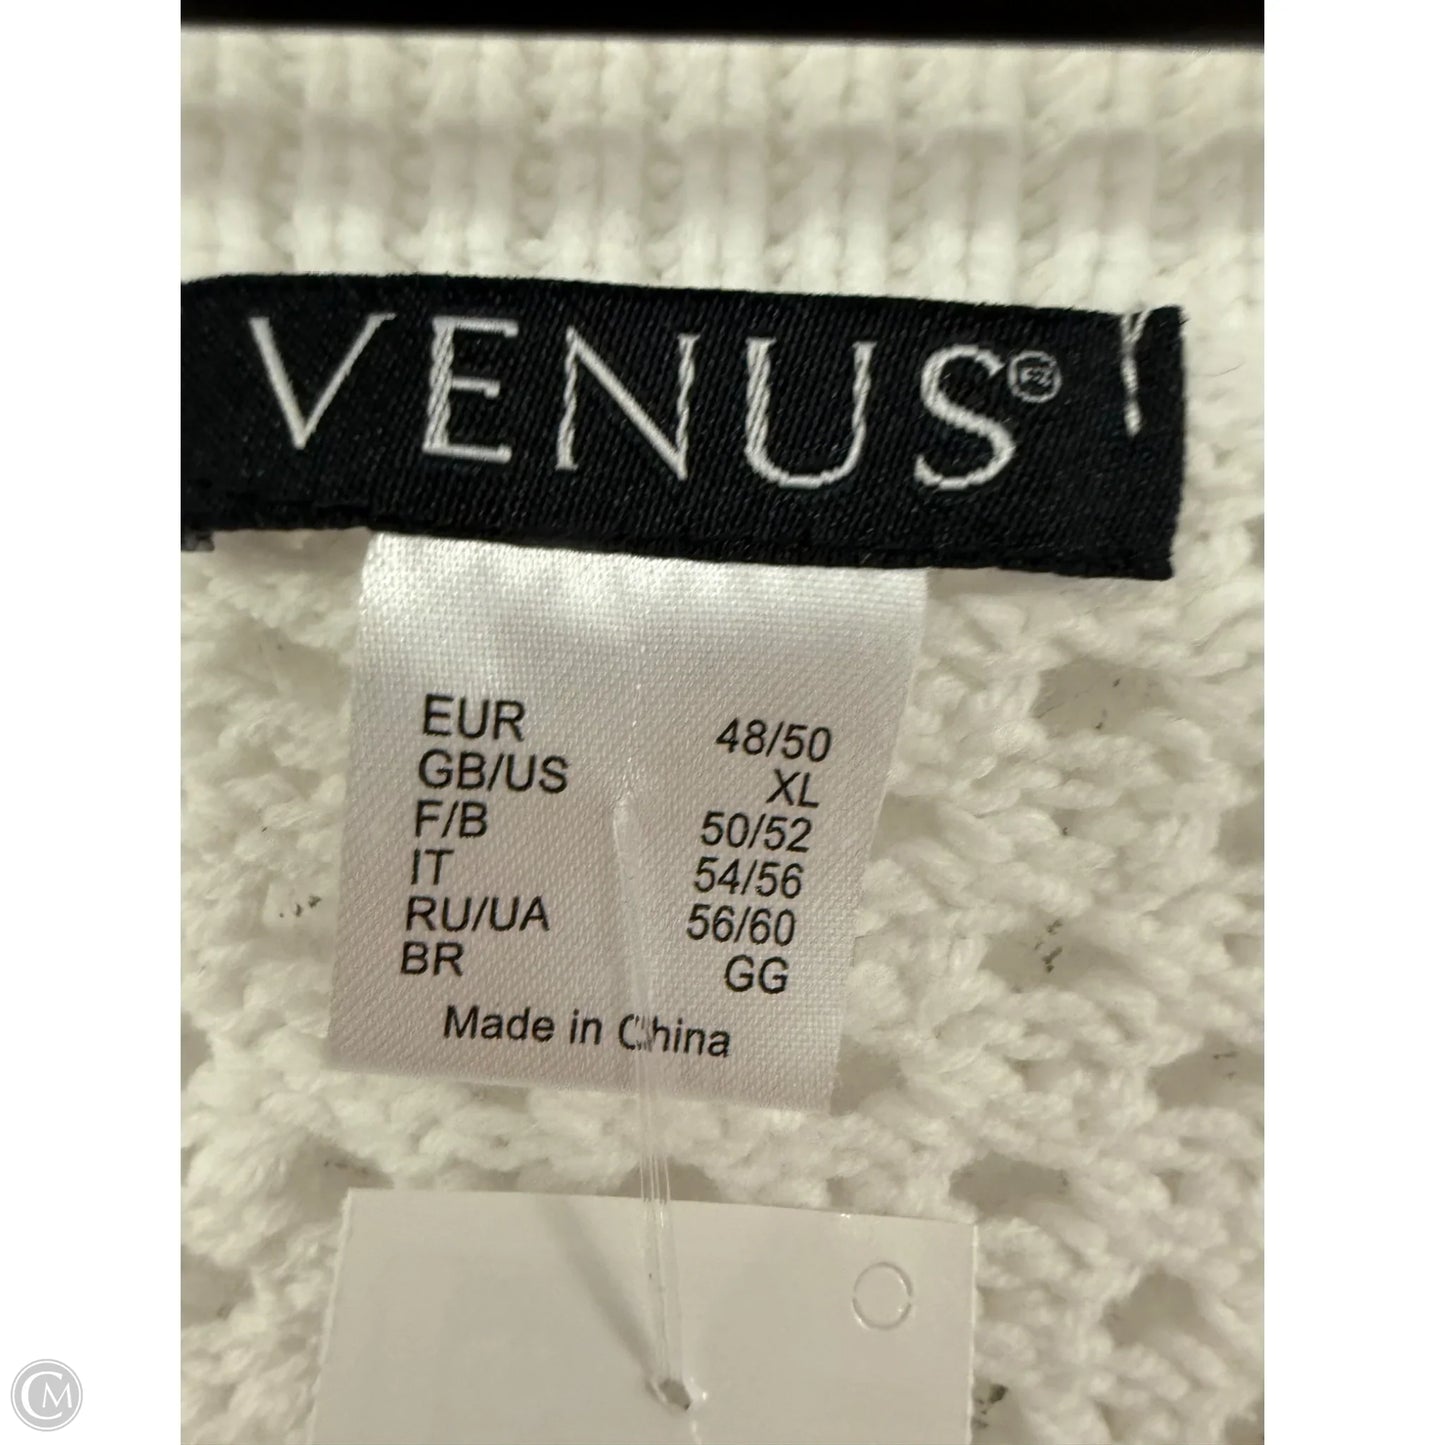 VENUS®
EUR 48/50
GB/US XL
F/B 50/52
IT 54/56
RU/UA 56/60
BR GG
Made in China
CM